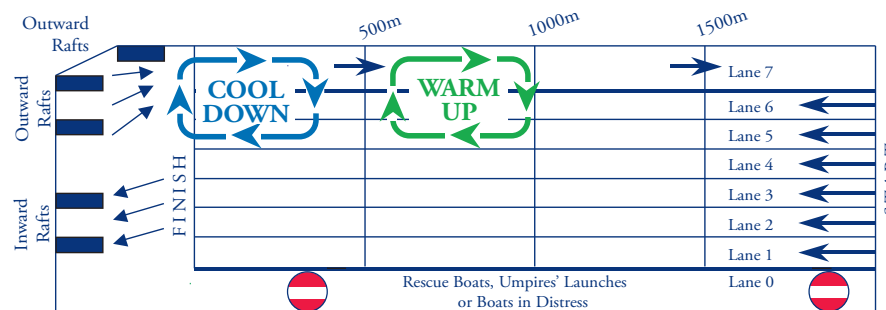 Outward
Rafts
500m
1000m
1500m
Outward
Rafts
COOL
DOWN
WARM
UP
Lane 7
Lane 6
Lane 5
Lane 4
Lane 3
Lane 2
Lane 1
Lane 0
Inward
Rafts
FINISH
Rescue Boats, Umpires' Launches
or Boats in Distress